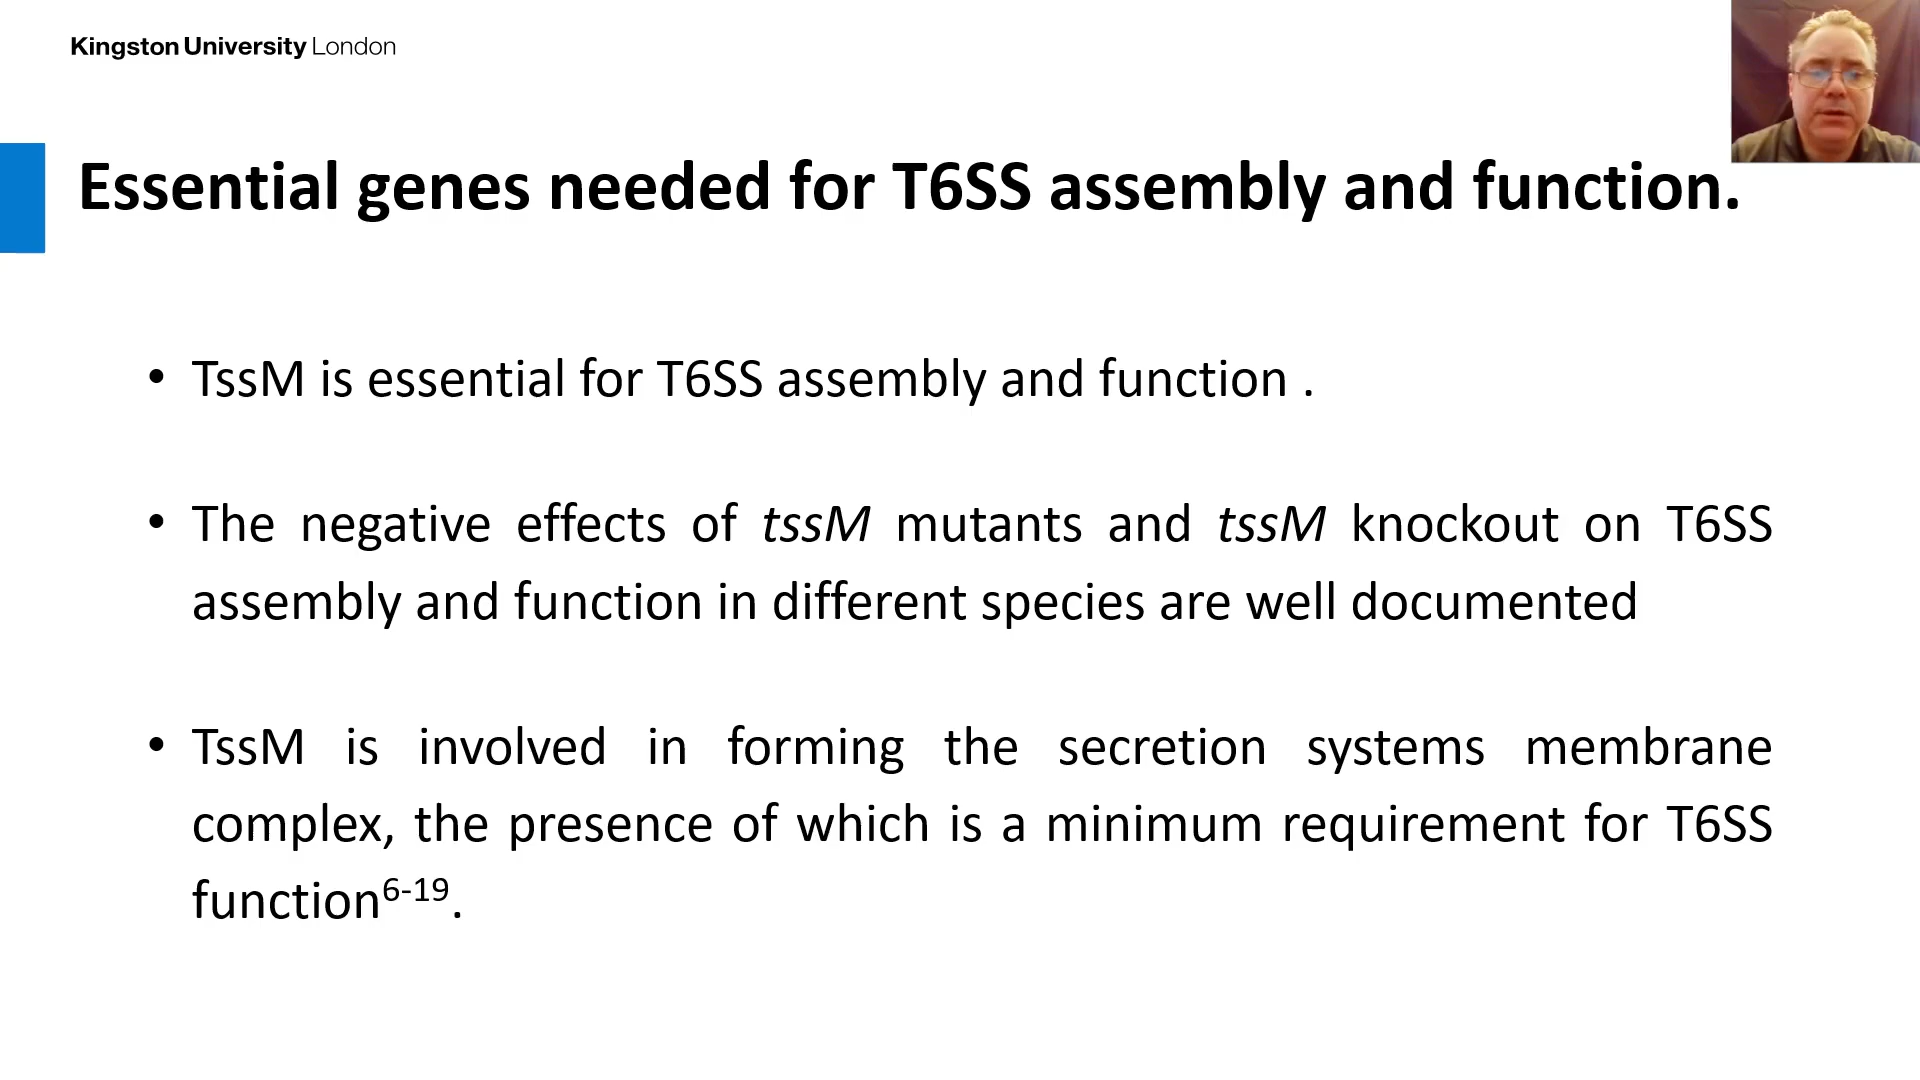 Kingston University London
Essential genes needed for T6SS assembly and function.
• TssM is essential for T6SS assembly and function .
• The negative effects of tssM mutants and tssM knockout on T6SS
assembly and function in different species are well documented
• TssM is involved in forming the secretion systems membrane
complex, the presence of which is a minimum requirement for T6SS
function6-19.